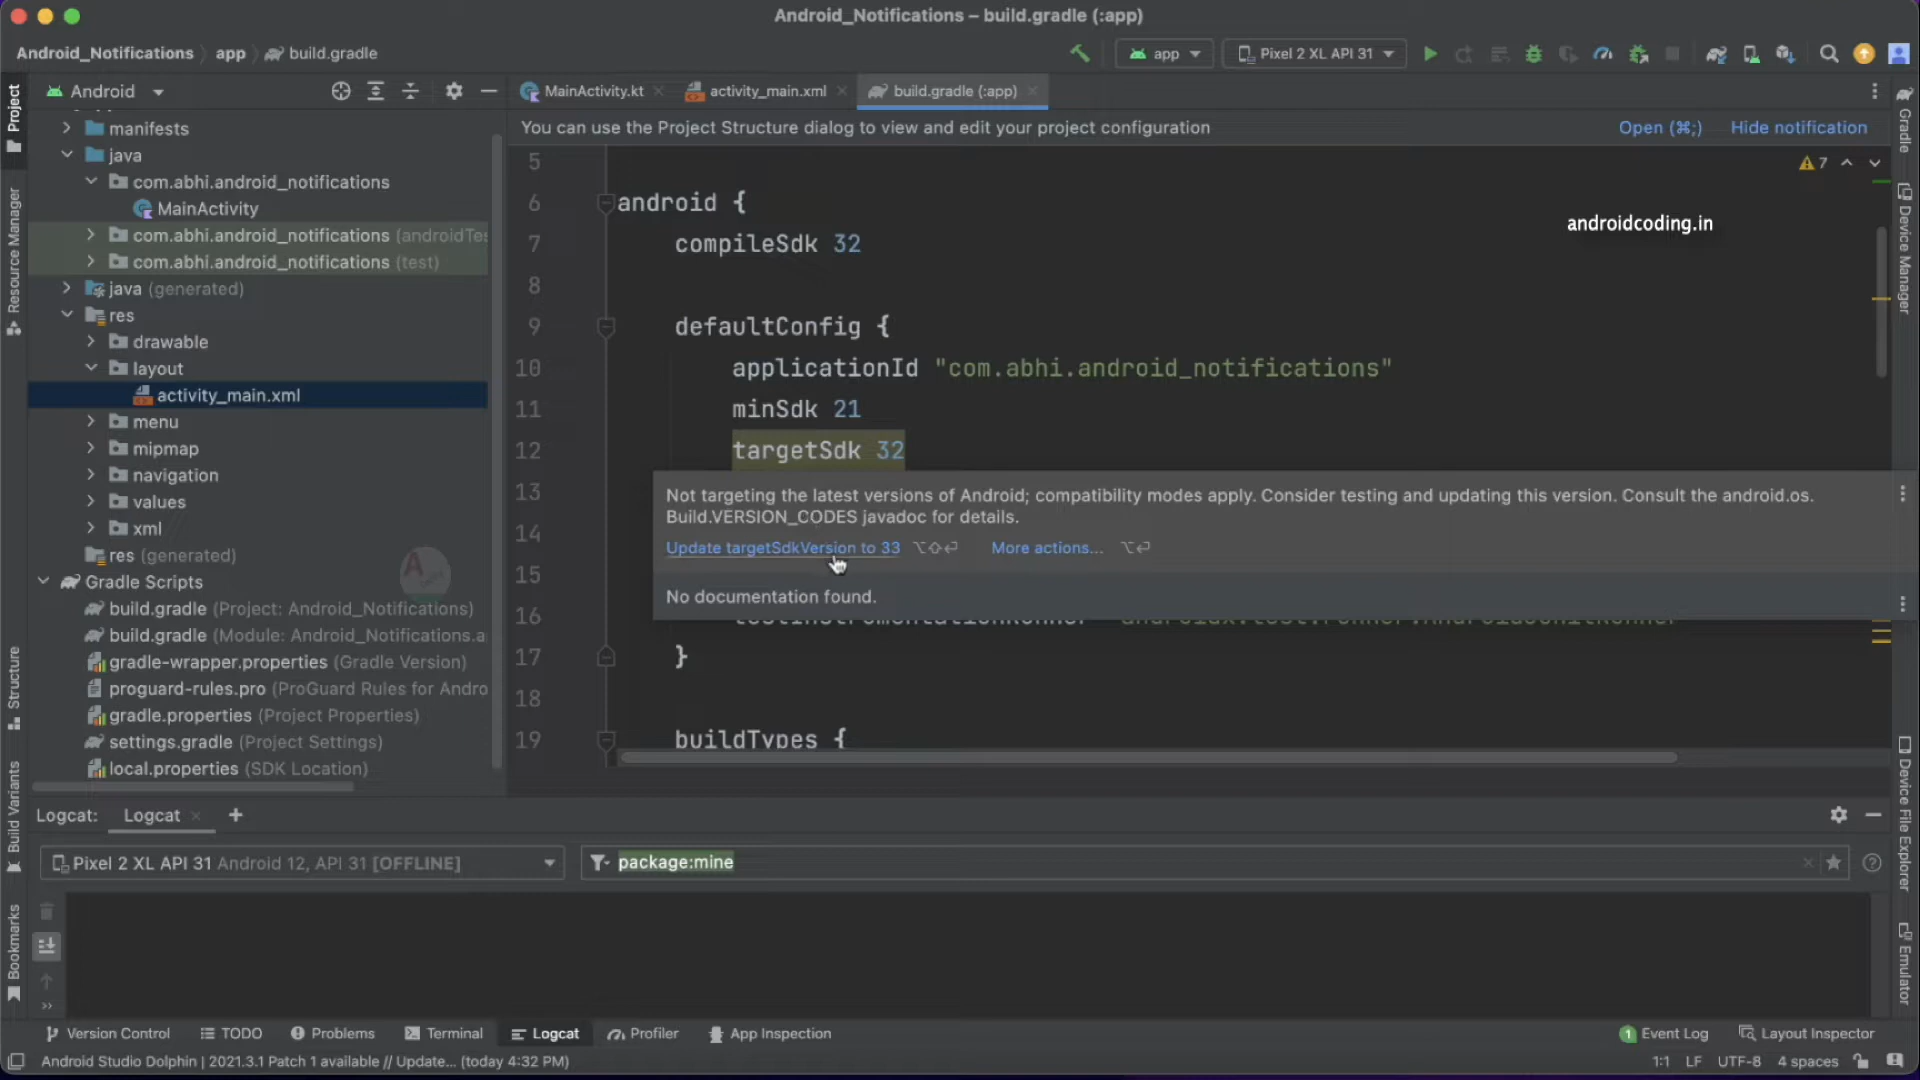 Android_Notifications – build.gradle (:app)
Android_Notifications
app
build.gradle
app
Pixel 2 XL API 31
Project
Android
MainActivity.kt
activity_main.xml
build.gradle (:app)
Gradle
You can use the Project Structure dialog to view and edit your project configuration
Open (⌘;)
Hide notification
manifests
java
com.abhi.android_notifications
MainActivity
com.abhi.android_notifications (androidTes
com.abhi.android_notifications (test)
java (generated)
res
drawable
layout
activity_main.xml
menu
mipmap
navigation
values
xml
res (generated)
Gradle Scripts
build.gradle (Project: Android_Notifications)
build.gradle (Module: Android_Notifications.a
gradle-wrapper.properties (Gradle Version)
proguard-rules.pro (ProGuard Rules for Andro
gradle.properties (Project Properties)
settings.gradle (Project Settings)
local.properties (SDK Location)
Resource Manager
Structure
Build Variants
Bookmarks
7
androidcoding.in
5
6 android {
7 compileSdk 32
8
9 defaultConfig {
10 applicationId "com.abhi.android_notifications"
11 minSdk 21
12 targetSdk 32
13
14
15
16
17 }
18
19 buildTypes {
Not targeting the latest versions of Android; compatibility modes apply. Consider testing and updating this version. Consult the android.os.
Build.VERSION_CODES javadoc for details.
Update targetSdkVersion to 33 ⌥⇧⏎ More actions... ⌥⏎
No documentation found.
Device Manager
Device File Explorer
Emulator
Logcat:
Logcat
Pixel 2 XL API 31 Android 12, API 31 [OFFLINE]
package:mine
Version Control
TODO
Problems
Terminal
Logcat
Profiler
App Inspection
1 Event Log
Layout Inspector
Android Studio Dolphin | 2021.3.1 Patch 1 available // Update... (today 4:32 PM)
1:1
LF
UTF-8
4 spaces